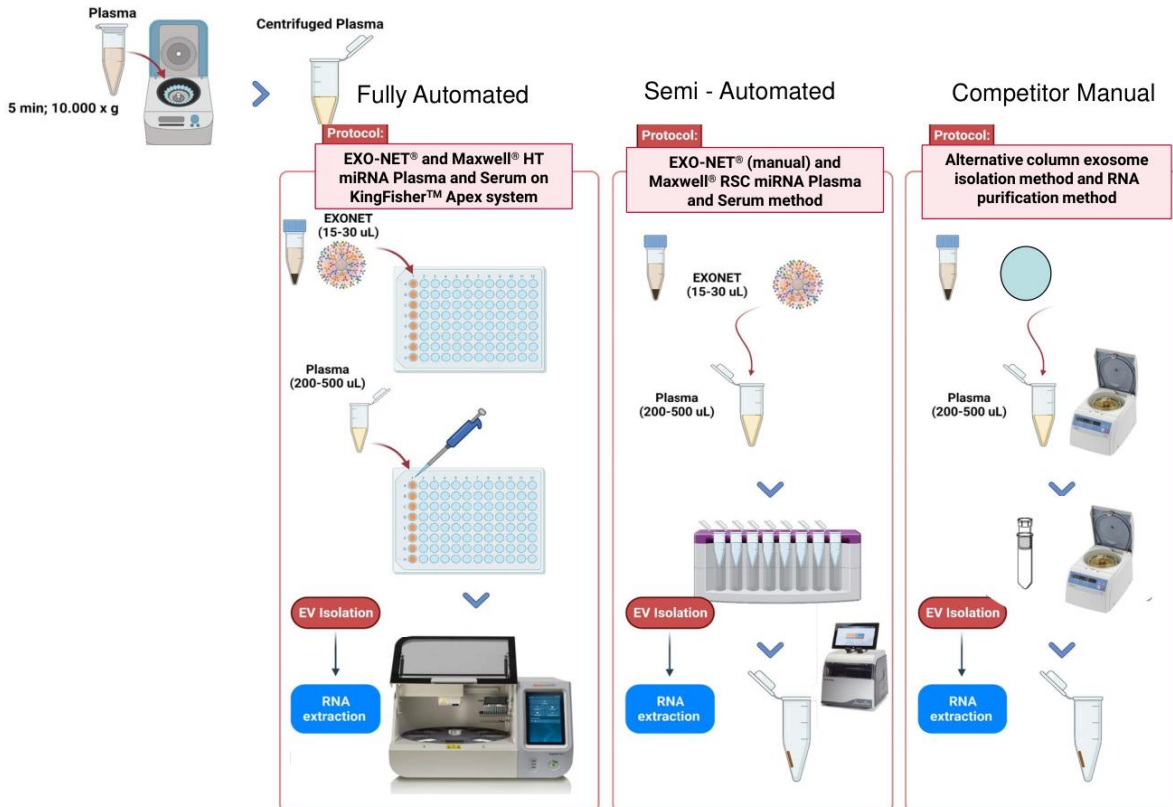 Plasma
5 min; 10.000 x g
Centrifuged Plasma
Fully Automated
Protocol:
EXO-NET® and Maxwell® HT
miRNA Plasma and Serum on
KingFisher™ Apex system
EXONET
(15-30 uL)
Plasma
(200-500 uL)
EV Isolation
RNA
extraction
Semi - Automated
Protocol:
EXO-NET® (manual) and
Maxwell® RSC miRNA Plasma
and Serum method
EXONET
(15-30 uL)
Plasma
(200-500 uL)
EV Isolation
RNA
extraction
Competitor Manual
Protocol:
Alternative column exosome
isolation method and RNA
purification method
Plasma
(200-500 uL)
EV Isolation
RNA
extraction